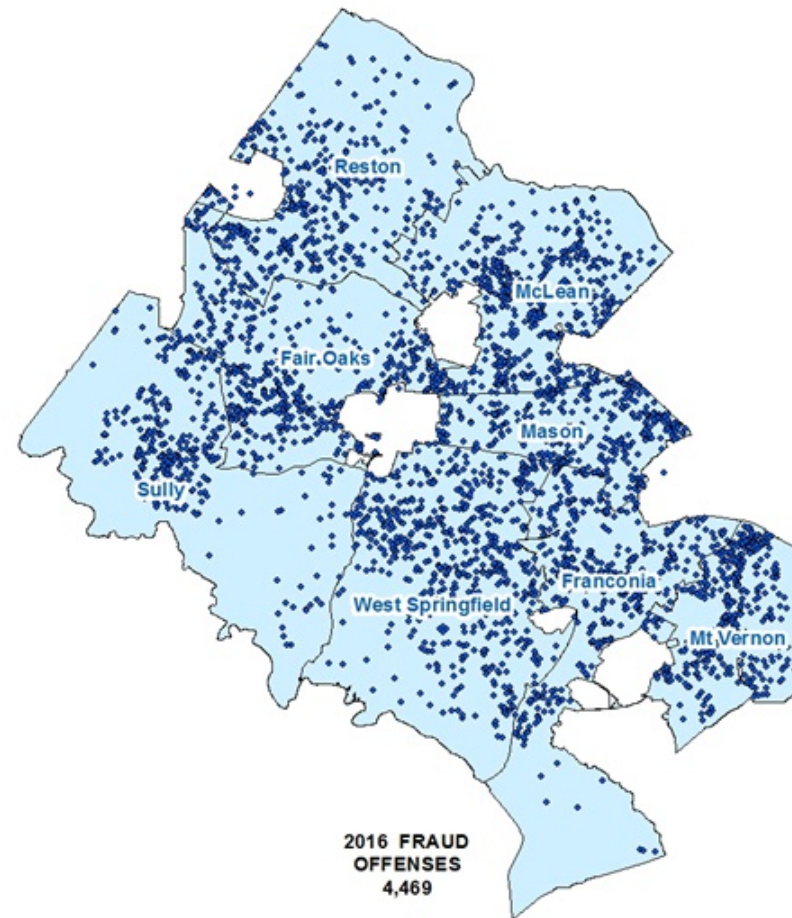 Reston
McLean
Fair Oaks
Mason
Sully
Franconia
West Springfield
Mt Vernon
2016 FRAUD
OFFENSES
4,469